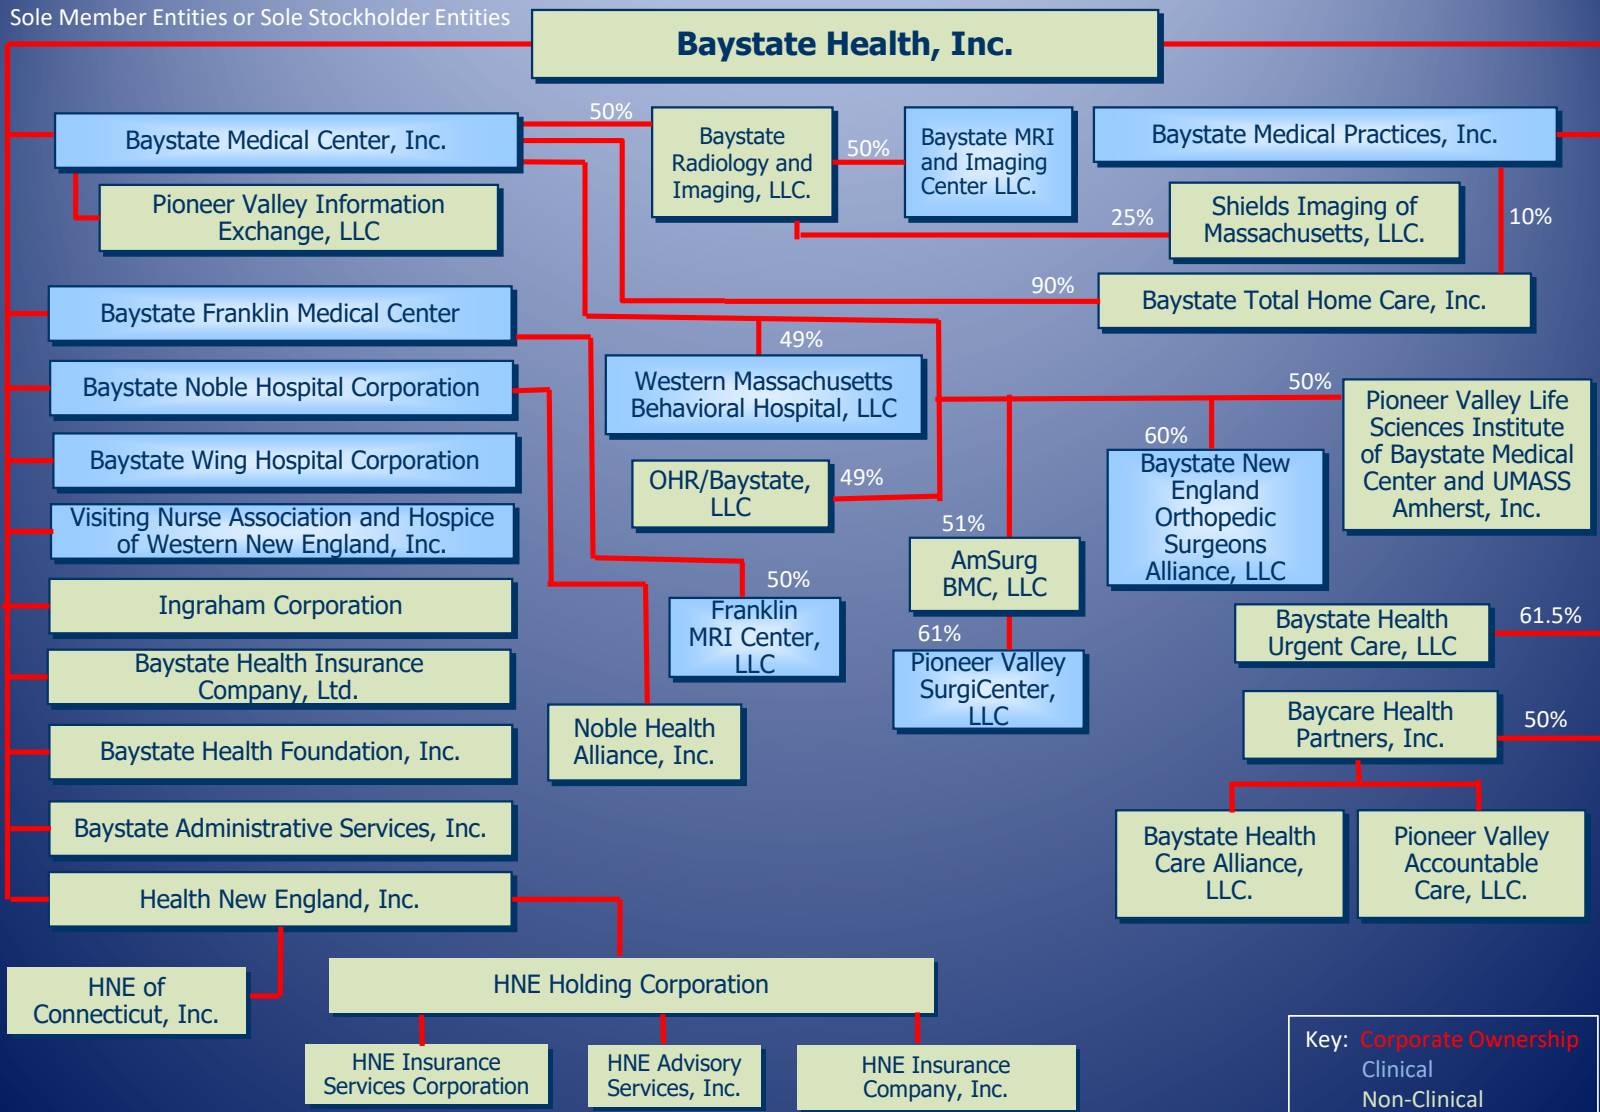 Sole Member Entities or Sole Stockholder Entities
Baystate Health, Inc.
Baystate Medical Center, Inc.
50%
Baystate
Radiology and
Imaging, LLC.
50%
Baystate MRI
and Imaging
Center LLC.
Baystate Medical Practices, Inc.
Pioneer Valley Information
Exchange, LLC
25%
Shields Imaging of
Massachusetts, LLC.
10%
90%
Baystate Total Home Care, Inc.
Baystate Franklin Medical Center
Baystate Noble Hospital Corporation
Baystate Wing Hospital Corporation
Visiting Nurse Association and Hospice
of Western New England, Inc.
Ingraham Corporation
Baystate Health Insurance
Company, Ltd.
Baystate Health Foundation, Inc.
Baystate Administrative Services, Inc.
Health New England, Inc.
49%
Western Massachusetts
Behavioral Hospital, LLC
OHR/Baystate,
LLC
49%
50%
Pioneer Valley Life
Sciences Institute
of Baystate Medical
Center and UMASS
Amherst, Inc.
60%
Baystate New
England
Orthopedic
Surgeons
Alliance, LLC
51%
AmSurg
BMC, LLC
61%
Pioneer Valley
SurgiCenter,
LLC
50%
Franklin
MRI Center,
LLC
Noble Health
Alliance, Inc.
Baystate Health
Urgent Care, LLC
61.5%
Baycare Health
Partners, Inc.
50%
Baystate Health
Care Alliance,
LLC.
Pioneer Valley
Accountable
Care, LLC.
HNE of
Connecticut, Inc.
HNE Holding Corporation
HNE Insurance
Services Corporation
HNE Advisory
Services, Inc.
HNE Insurance
Company, Inc.
Key: Corporate Ownership
Clinical
Non-Clinical